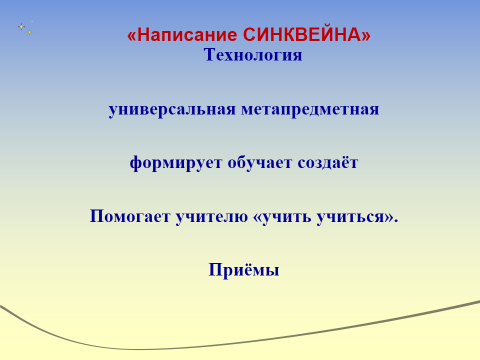 «Написание СИНКВЕЙНА»
Технология
универсальная метапредметная
формирует обучает создаёт
Помогает учителю «учить учиться».
Приёмы